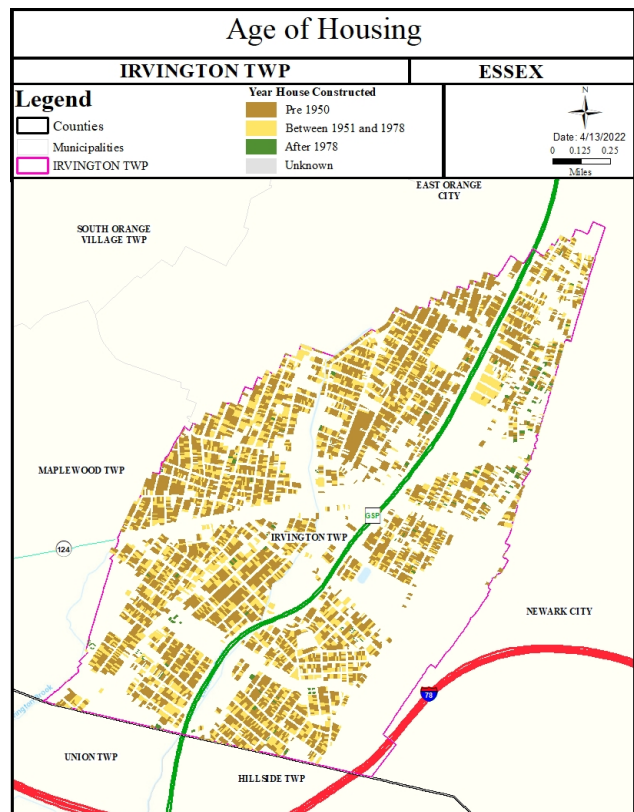 Age of Housing
IRVINGTON TWP
ESSEX
Legend
Counties
Municipalities
IRVINGTON TWP
Year House Constructed
Pre 1950
Between 1951 and 1978
After 1978
Unknown
N
Date: 4/13/2022
0 0.125 0.25
Miles
EAST ORANGE
CITY
SOUTH ORANGE
VILLAGE TWP
MAPLEWOOD TWP
124
GSP
IRVINGTON TWP
NEWARK CITY
78
UNION TWP
HILLSIDE TWP